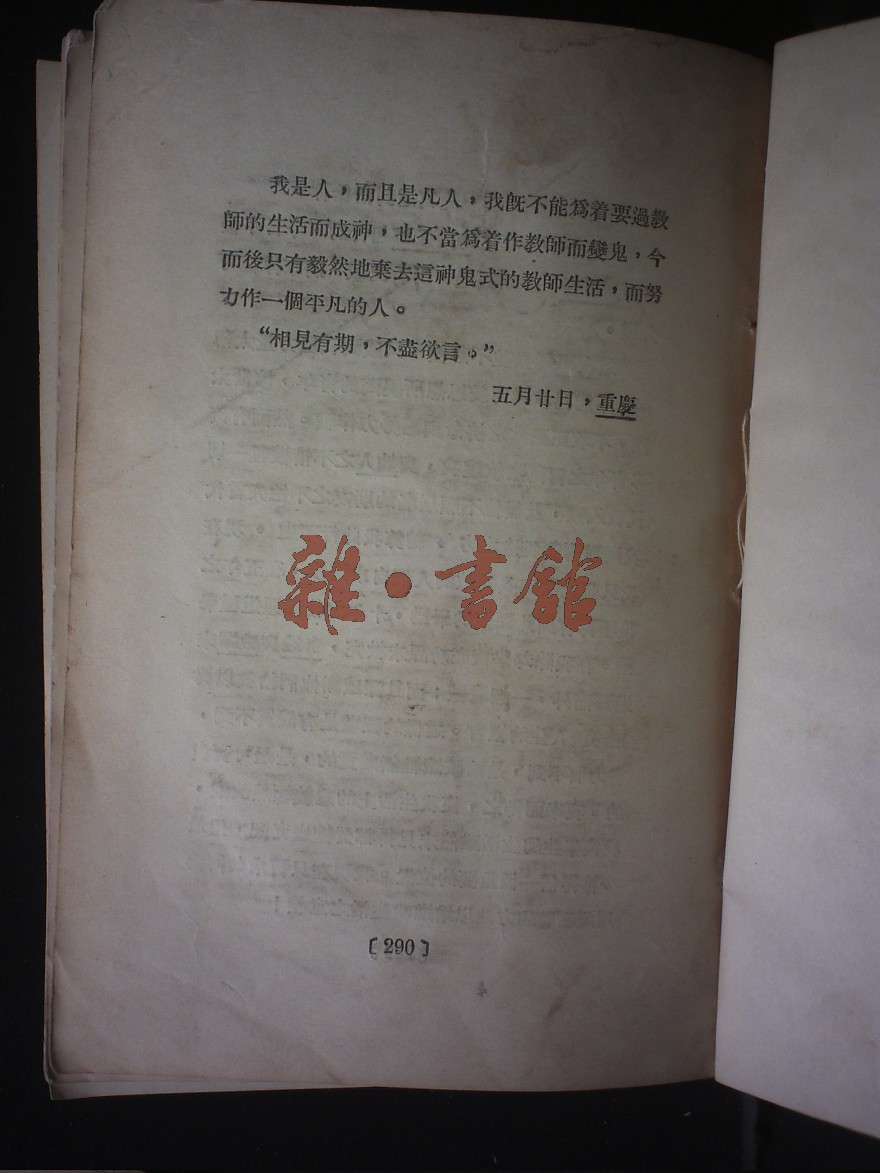 我是人，而且是凡人，我旣不能爲着要過教
師的生活而成神，也不當爲着作教師而變鬼，今
而後只有毅然地棄去這神鬼式的教師生活，而努
力作一個平凡的人。
“相見有期，不盡欲言。”
五月廿日，重慶
雜·書館
〔290〕